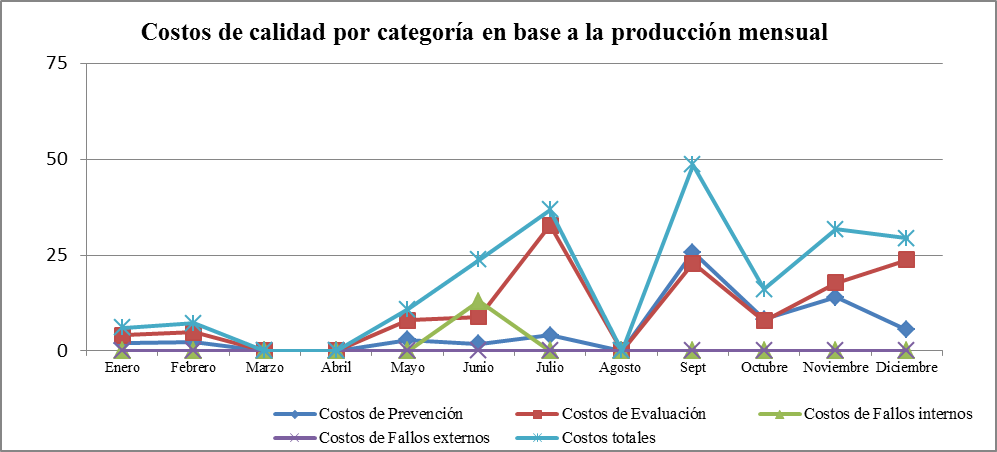 Costos de calidad por categoría en base a la producción mensual
75
50
25
0
Enero Febrero Marzo Abril Mayo Junio Julio Agosto Sept Octubre Noviembre Diciembre
Costos de Prevención Costos de Evaluación Costos de Fallos internos
Costos de Fallos externos Costos totales